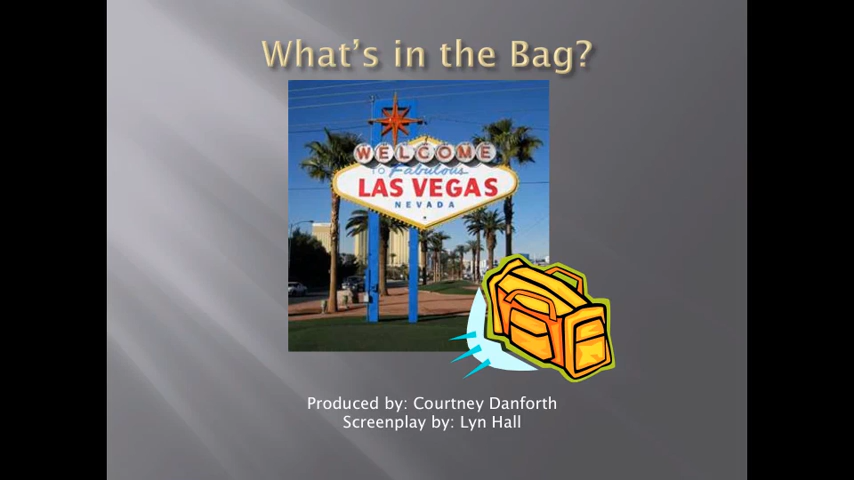 What's in the Bag?
WELCOME
TO Fabulous
LAS VEGAS
NEVADA
Produced by: Courtney Danforth
Screenplay by: Lyn Hall